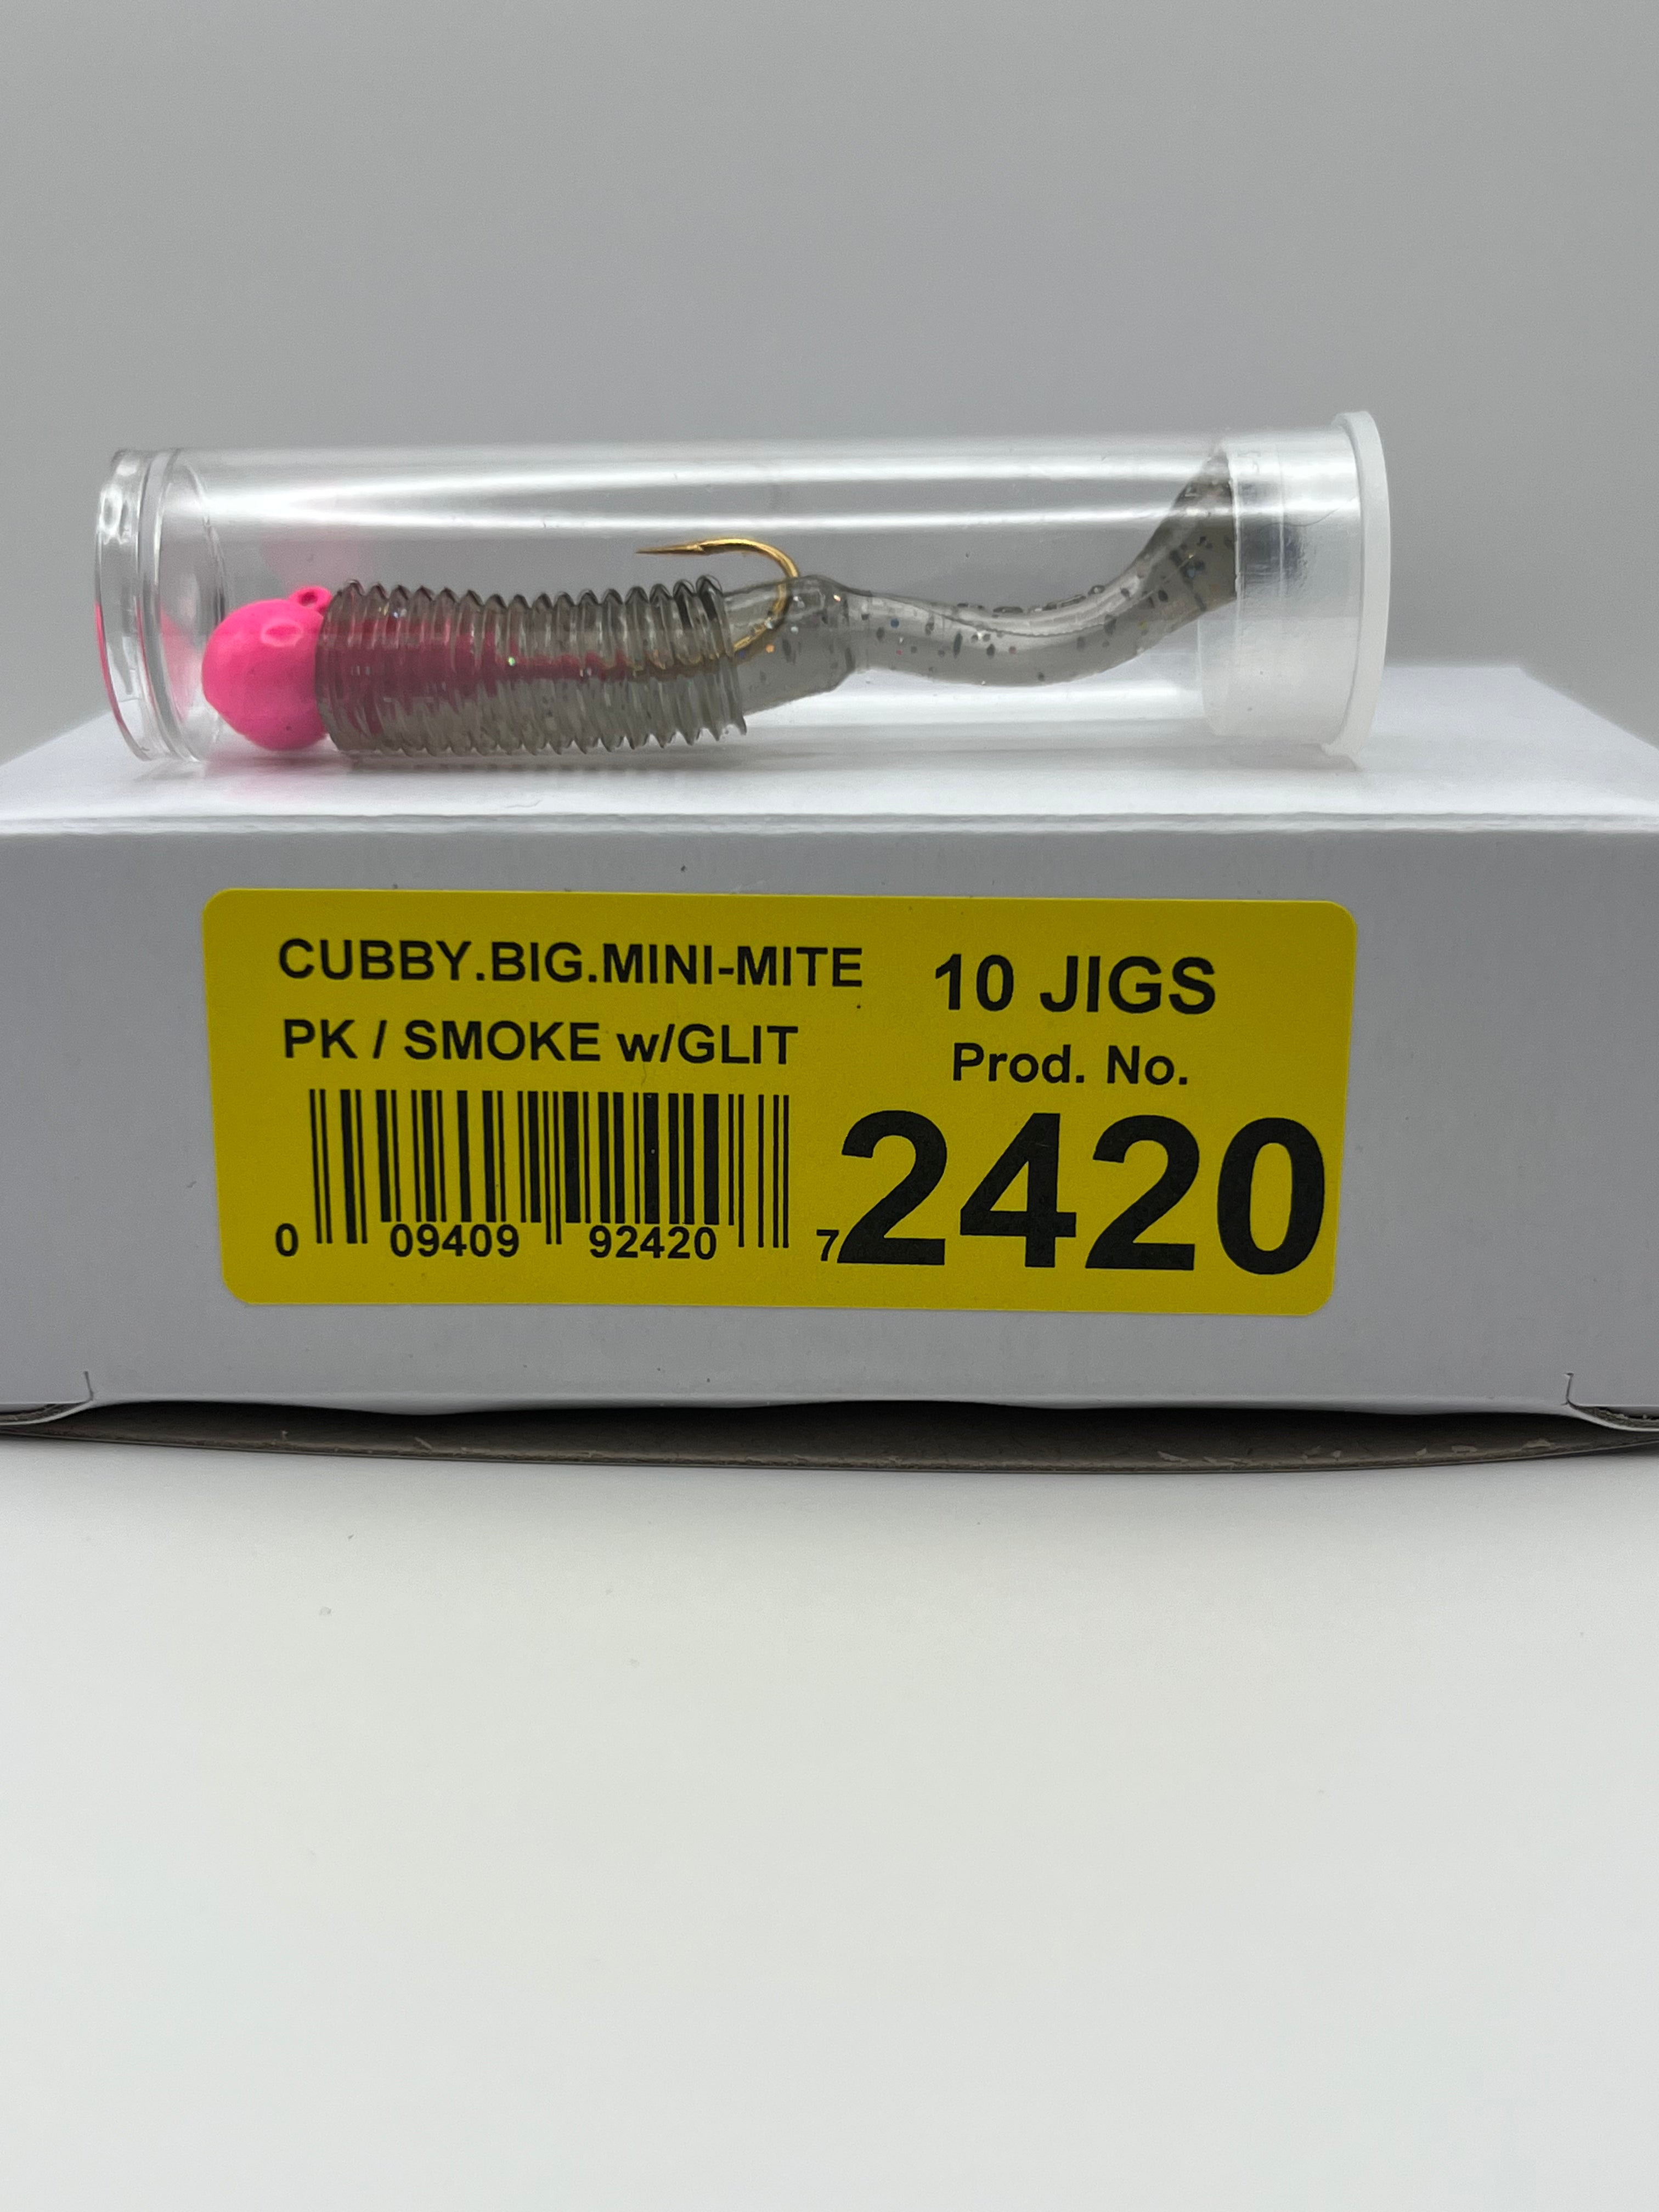 CUBBY.BIG.MINI-MITE
PK / SMOKE w/GLIT
0 09409 92420 7
10 JIGS
Prod. No.
2420